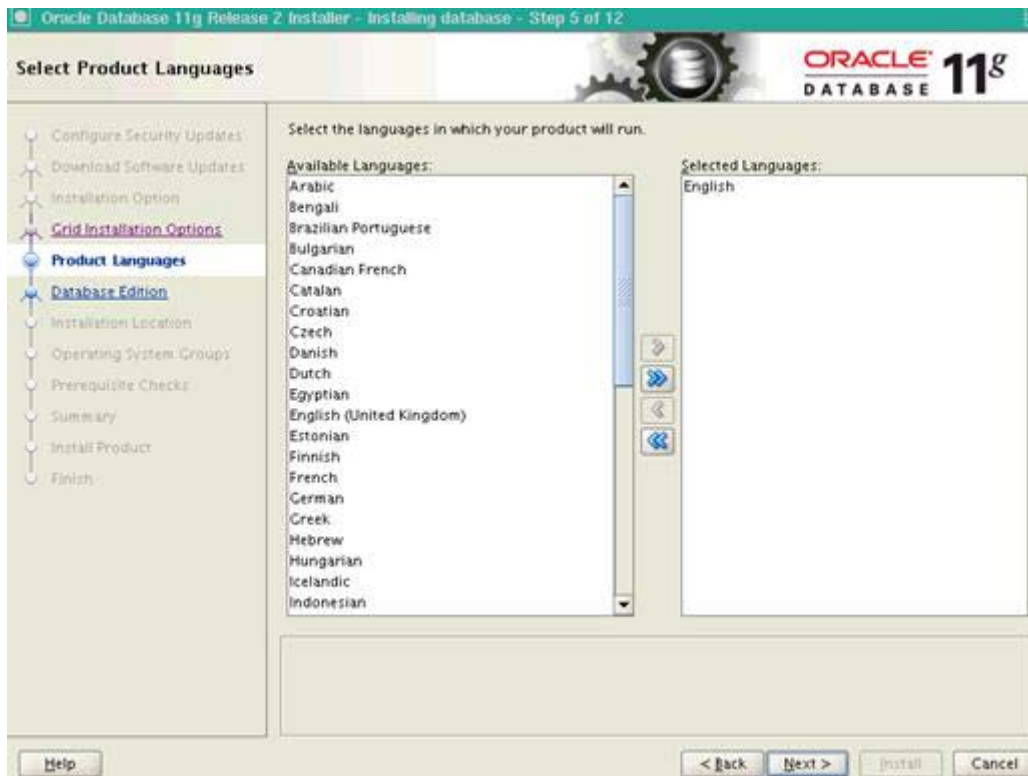 Oracle Database 11g Release 2 Installer - Installing database - Step 5 of 12
Select Product Languages
ORACLE 11g
DATABASE
Configure Security Updates
Download Software Updates
Installation Option
Grid Installation Options
Product Languages
Database Edition
Installation Location
Operating System Groups
Prerequisite Checks
Summary
Install Product
Finish
Select the languages in which your product will run.
Available Languages:
Arabic
Bengali
Brazilian Portuguese
Bulgarian
Canadian French
Catalan
Croatian
Czech
Danish
Dutch
Egyptian
English (United Kingdom)
Estonian
Finnish
French
German
Greek
Hebrew
Hungarian
Icelandic
Indonesian
Selected Languages:
English
Help
< Back
Next >
Install
Cancel